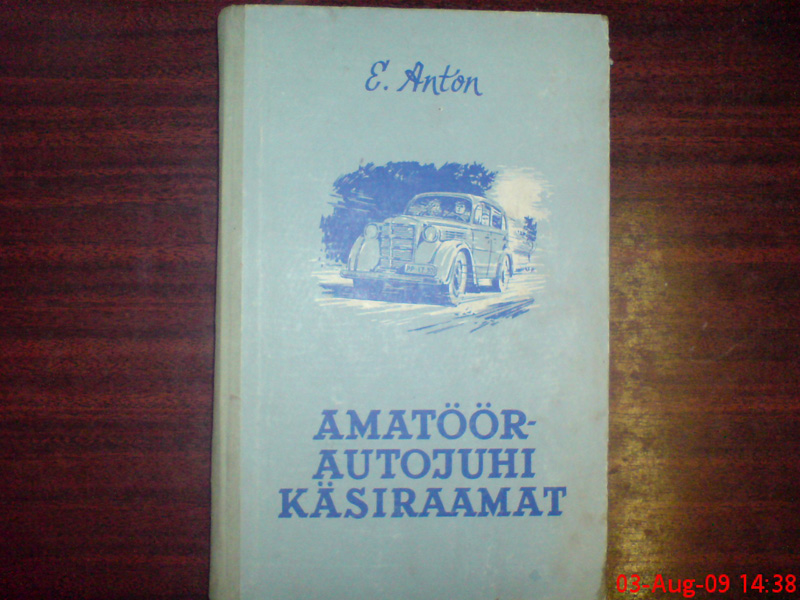 E. Anton
AMATÖÖR-
AUTOJUHI
KÄSIRAAMAT
03-Aug-09 14:38